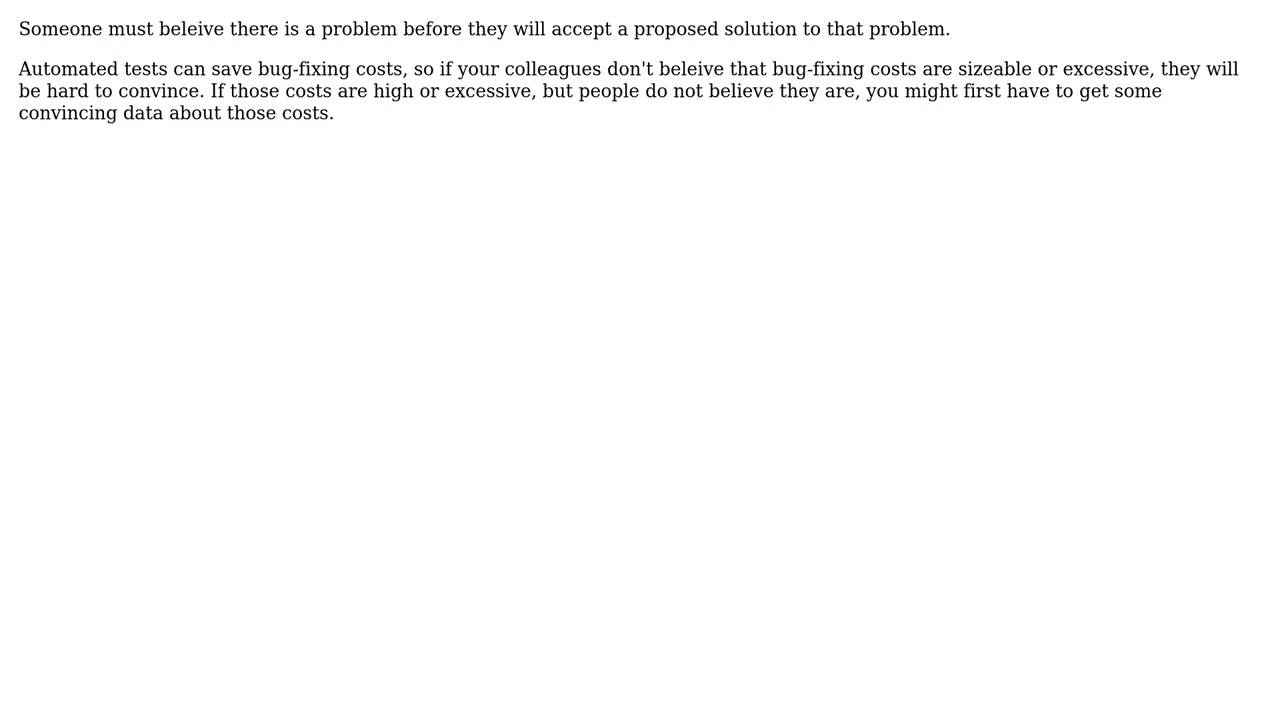 Someone must beleive there is a problem before they will accept a proposed solution to that problem.
Automated tests can save bug-fixing costs, so if your colleagues don't beleive that bug-fixing costs are sizeable or excessive, they will
be hard to convince. If those costs are high or excessive, but people do not believe they are, you might first have to get some
convincing data about those costs.